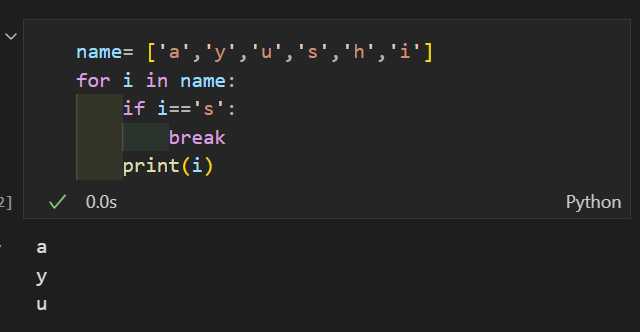 name= ['a','y','u','s','h','i']
for i in name:
    if i=='s':
        break
    print(i)
2] 0.0s Python
a
y
u